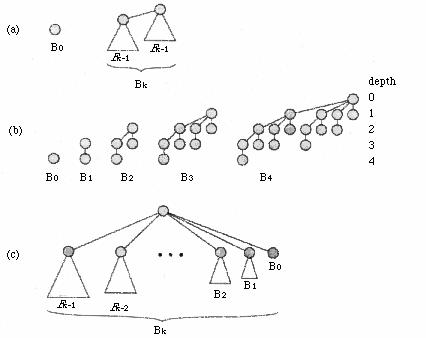 (a)
B0
Bk-1 Bk-1
Bk
depth
0
1
(b)
2
3
4
B0 B1 B2 B3 B4
(c)
B0
B1
B2
Bk-1 Bk-2
Bk